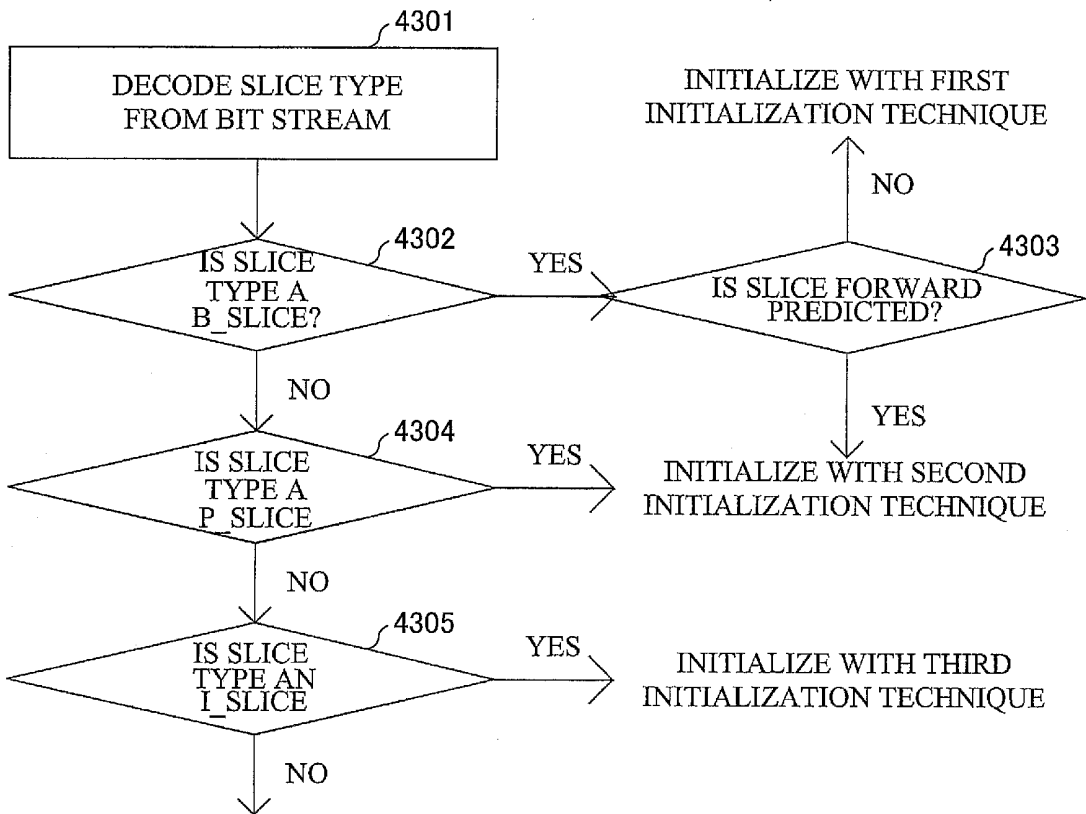 4301
DECODE SLICE TYPE
FROM BIT STREAM
INITIALIZE WITH FIRST
INITIALIZATION TECHNIQUE
NO
4302
IS SLICE
TYPE A
B_SLICE?
YES
4303
IS SLICE FORWARD
PREDICTED?
NO
YES
4304
IS SLICE
TYPE A
P_SLICE
YES
INITIALIZE WITH SECOND
INITIALIZATION TECHNIQUE
NO
4305
IS SLICE
TYPE AN
I_SLICE
YES
INITIALIZE WITH THIRD
INITIALIZATION TECHNIQUE
NO